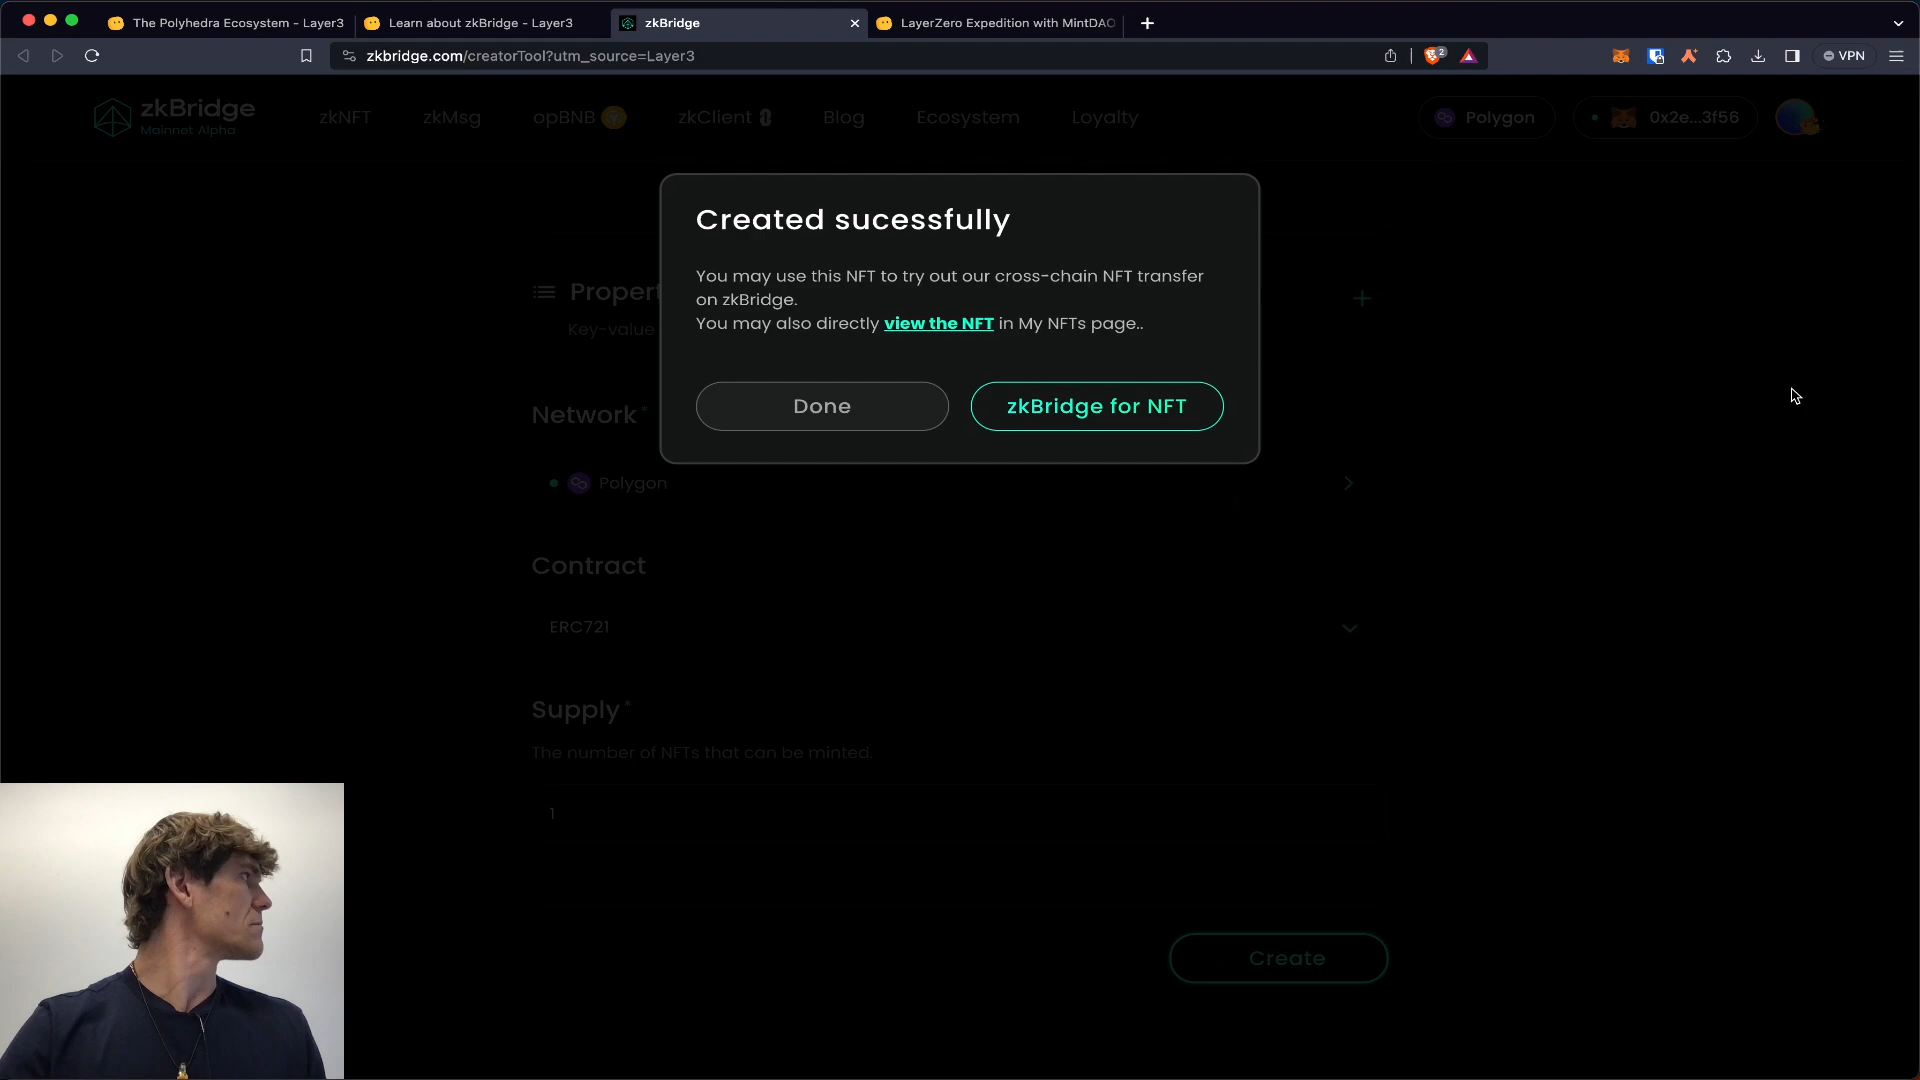 The Polyhedra Ecosystem - Layer3
Learn about zkBridge - Layer3
zkBridge
LayerZero Expedition with MintDAO
zkbridge.com/creatorTool?utm_source=Layer3
2
VPN
zkBridge
Mainnet Alpha
zkNFT
zkMsg
opBNB
zkClient
Blog
Ecosystem
Loyalty
Polygon
0x2e...3f56
Created sucessfully
You may use this NFT to try out our cross-chain NFT transfer
on zkBridge.
You may also directly view the NFT in My NFTs page..
Done
zkBridge for NFT
Propert
Key-value
Network*
Polygon
Contract
ERC721
Supply*
The number of NFTs that can be minted.
1
Create